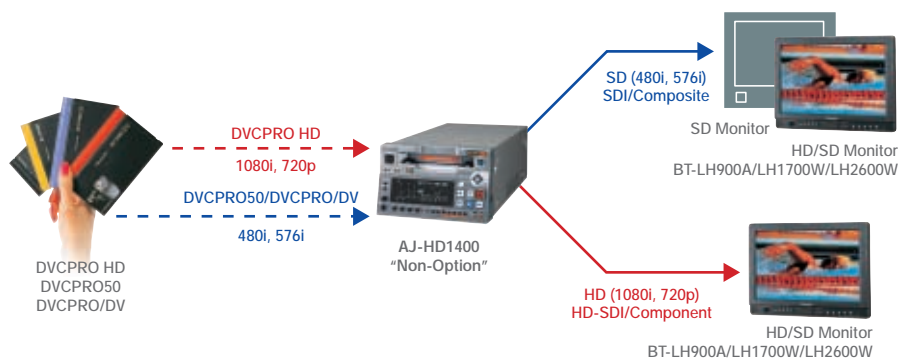 DVCPRO HD
1080i, 720p
DVCPRO50/DVCPRO/DV
480i, 576i
DVCPRO HD
DVCPRO50
DVCPRO/DV
AJ-HD1400
“Non-Option”
SD (480i, 576i)
SDI/Composite
SD Monitor
HD/SD Monitor
BT-LH900A/LH1700W/LH2600W
HD (1080i, 720p)
HD-SDI/Component
HD/SD Monitor
BT-LH900A/LH1700W/LH2600W